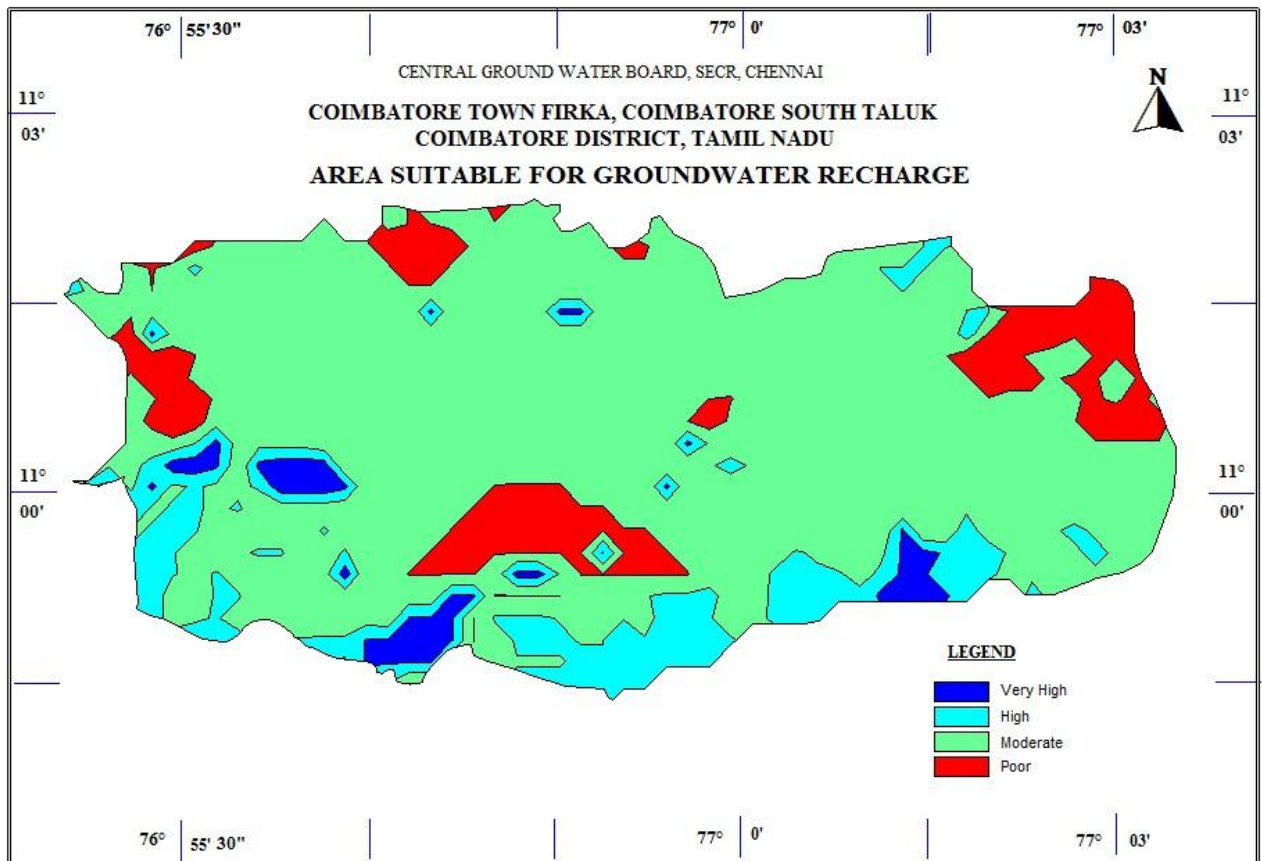 76° 55'30" 77° 0' 77° 03'
CENTRAL GROUND WATER BOARD, SECR, CHENNAI
N
11° 11°
03' 03'
COIMBATORE TOWN FIRKA, COIMBATORE SOUTH TALUK
COIMBATORE DISTRICT, TAMIL NADU
AREA SUITABLE FOR GROUNDWATER RECHARGE
11° 11°
00' 00'
LEGEND
Very High
High
Moderate
Poor
76° 55' 30" 77° 0' 77° 03'